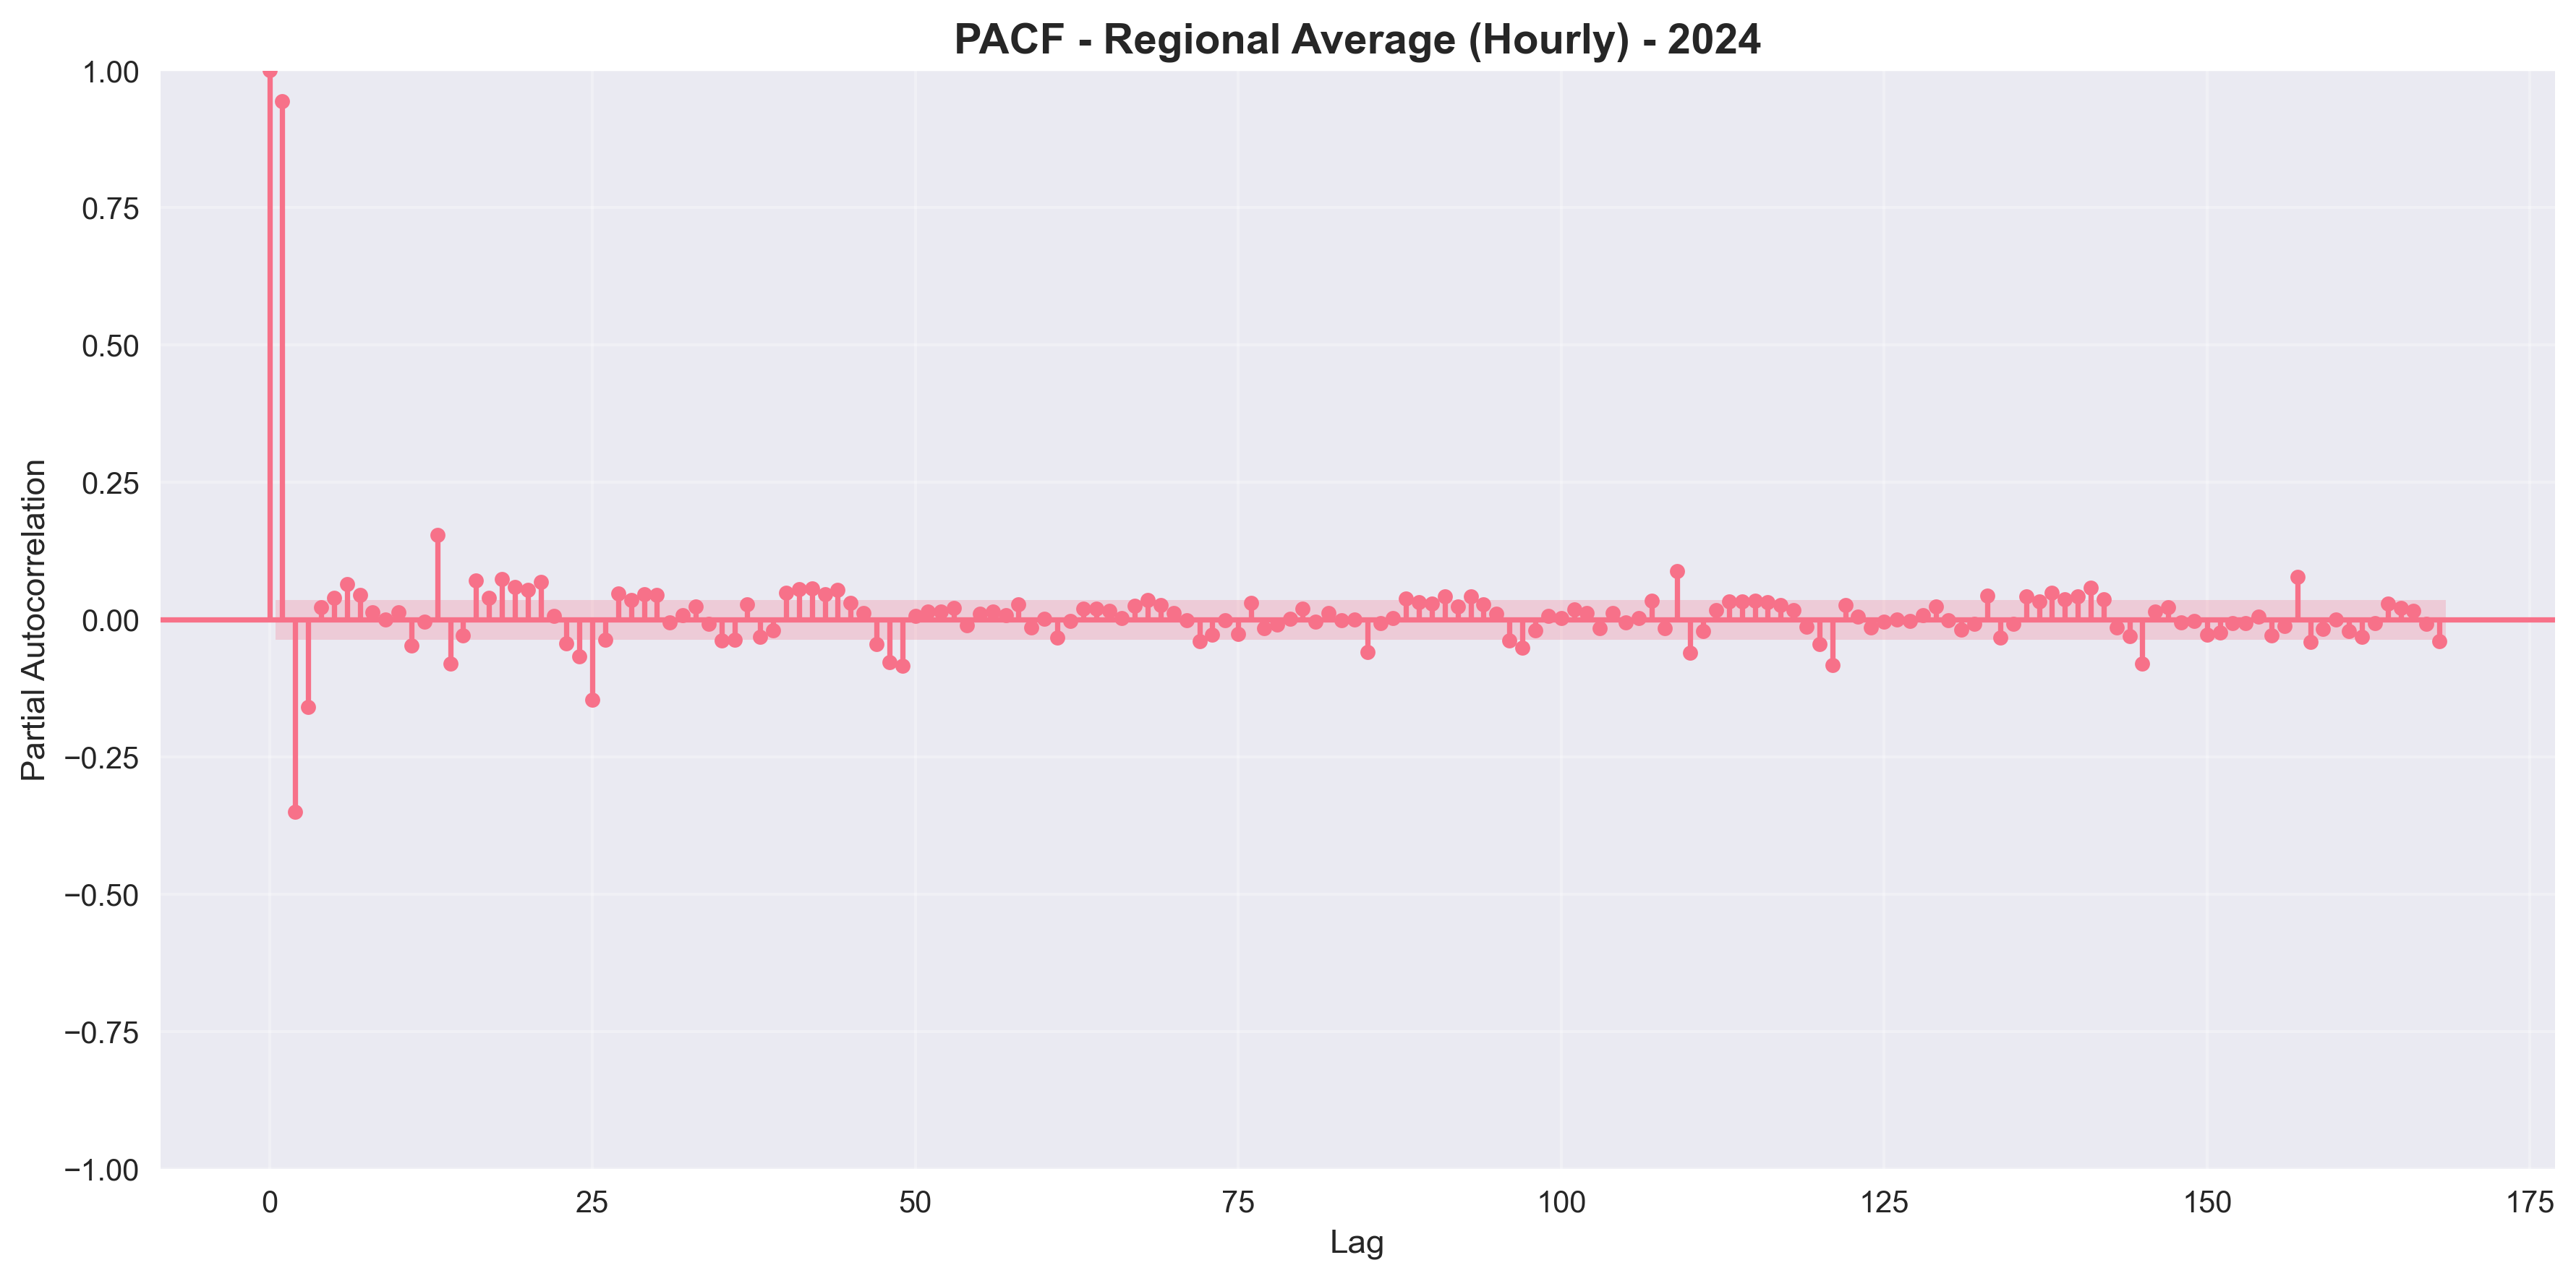 PACF - Regional Average (Hourly) - 2024
1.00
0.75
0.50
0.25
0.00
−0.25
−0.50
−0.75
−1.00
Partial Autocorrelation
0 25 50 75 100 125 150 175
Lag